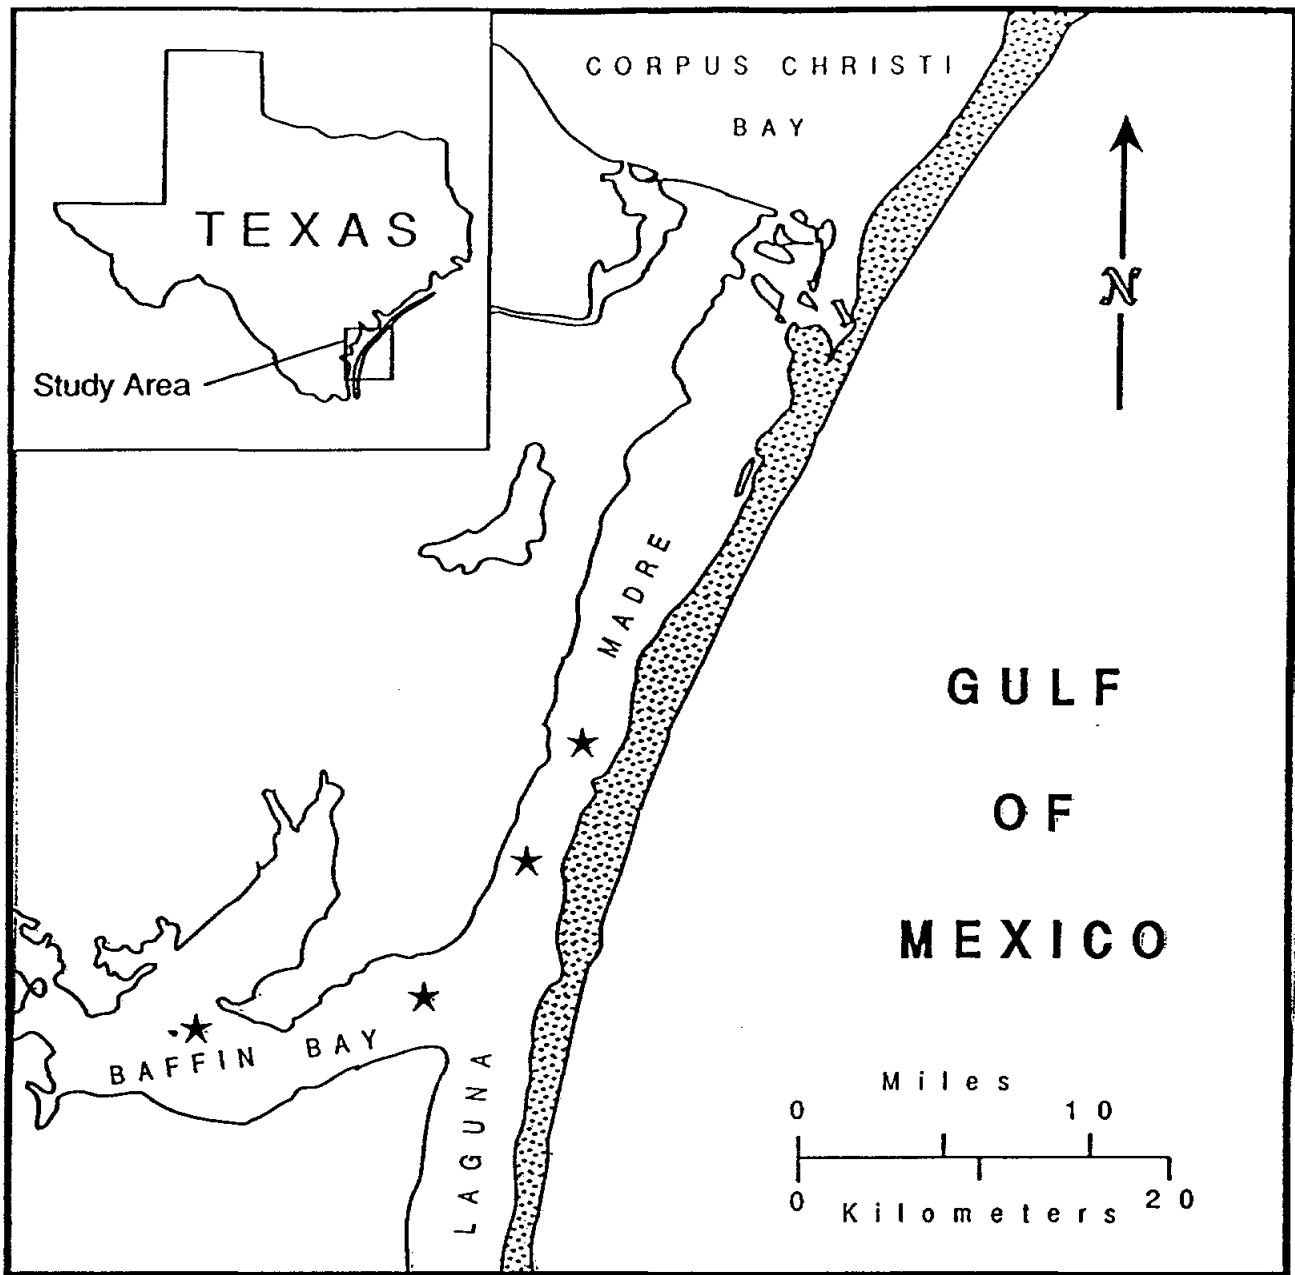 TEXAS
Study Area
CORPUS CHRISTI
BAY
N
MADRE
GULF
OF
MEXICO
BAFFIN BAY
LAGUNA
Miles
0 10
0 20
Kilometers